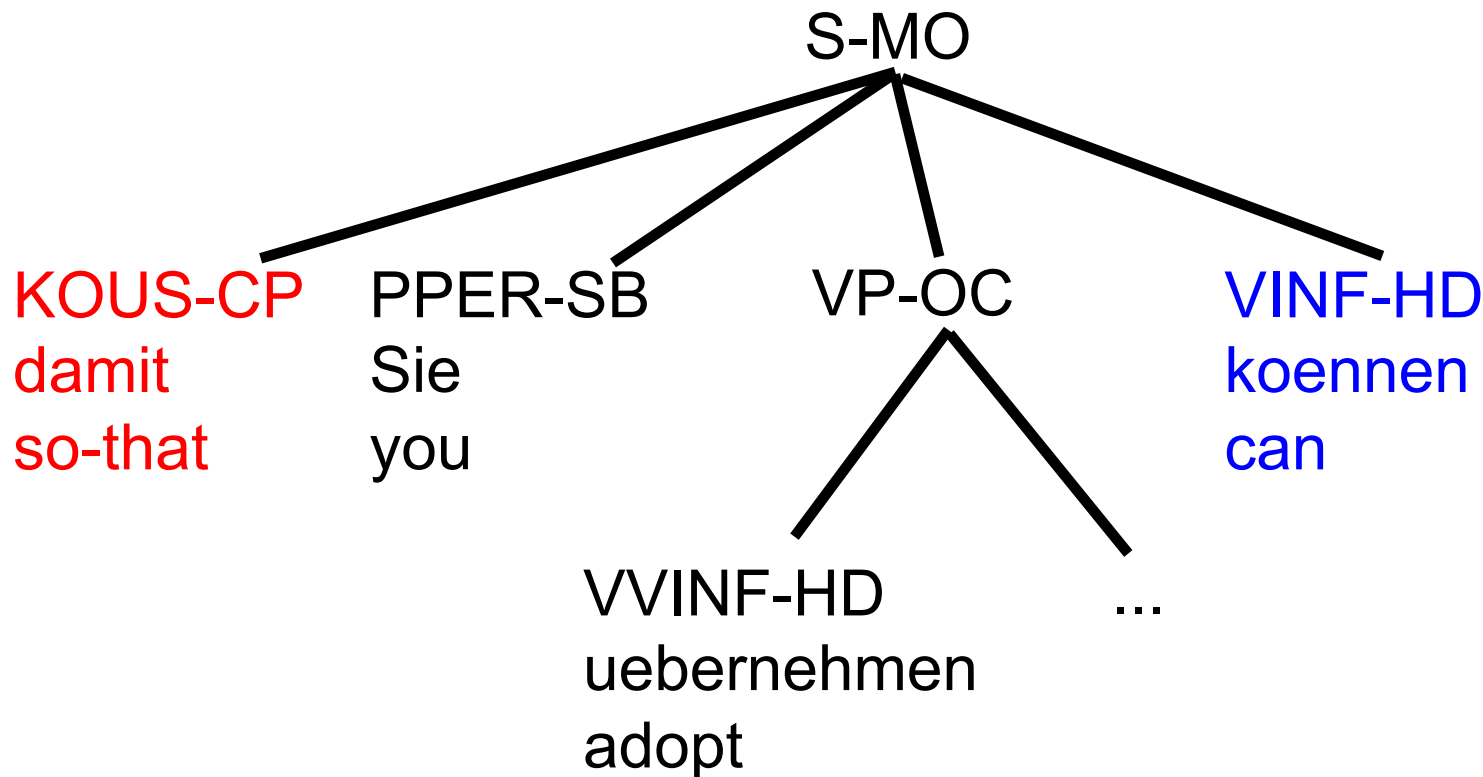 S-MO
KOUS-CP PPER-SB VP-OC VINF-HD
damit Sie koennen
so-that you can
VVINF-HD ...
uebernehmen
adopt